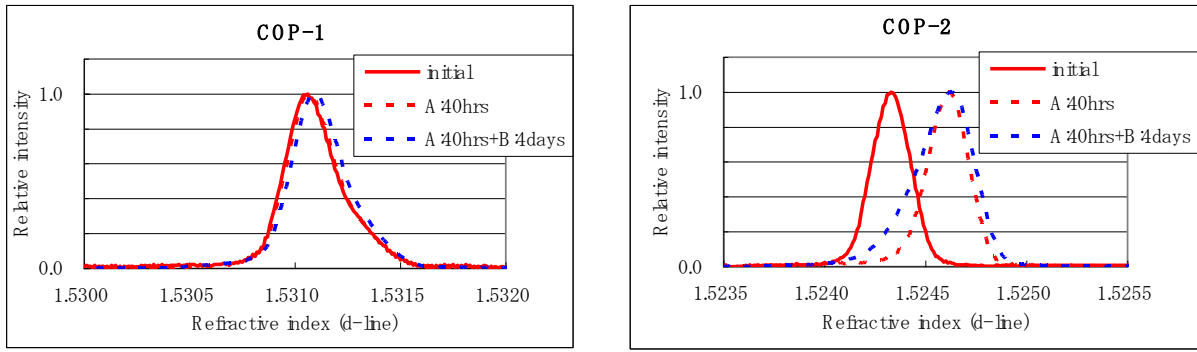 COP-1
initial
A:40hrs
A:40hrs+B:4days
Relative intensity
1.0
0.0
1.5300 1.5305 1.5310 1.5315 1.5320
Refractive index (d-line)
COP-2
initial
A:40hrs
A:40hrs+B:4days
Relative intensity
1.0
0.0
1.5235 1.5240 1.5245 1.5250 1.5255
Refractive index (d-line)